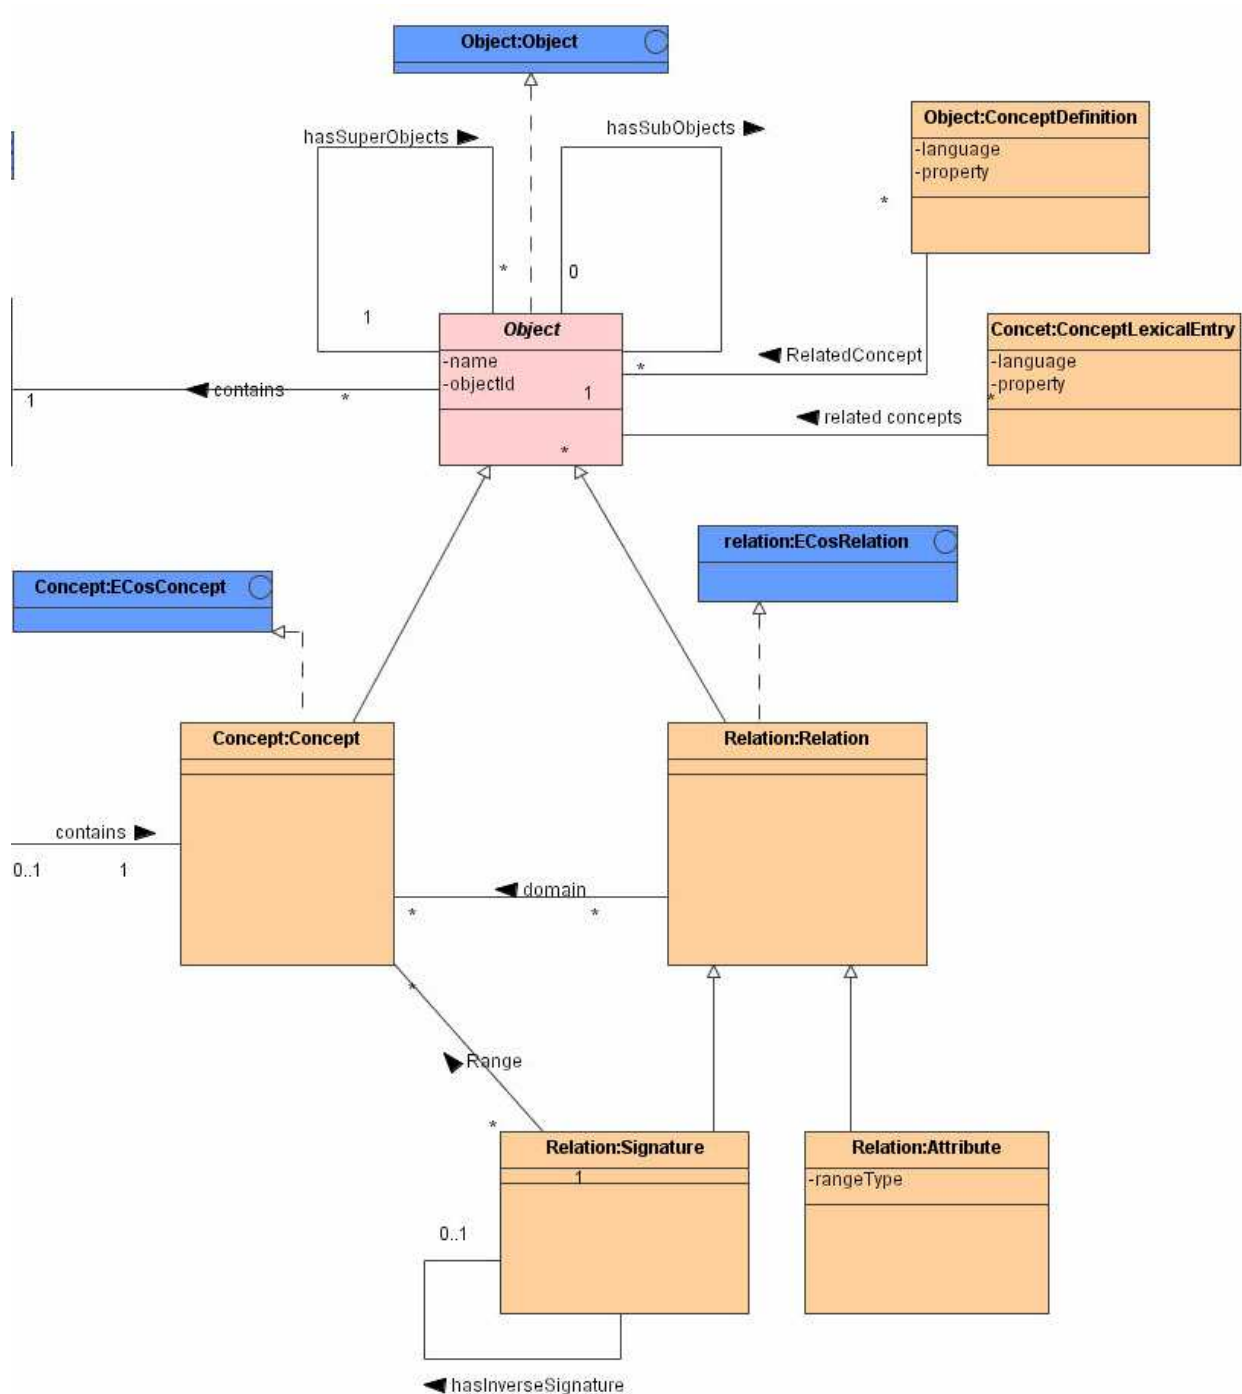 Object:Object
hasSuperObjects
hasSubObjects
Object:ConceptDefinition
-language
-property
*
*
0
1
Object
-name
-objectId
RelatedConcept
*
1
Concet:ConceptLexicalEntry
-language
-property
*
contains
1
*
related concepts
*
relation:ECosRelation
Concept:ECosConcept
Concept:Concept
Relation:Relation
contains
0..1
1
domain
*
*
*
Range
*
Relation:Signature
1
Relation:Attribute
-rangeType
0..1
hasInverseSignature